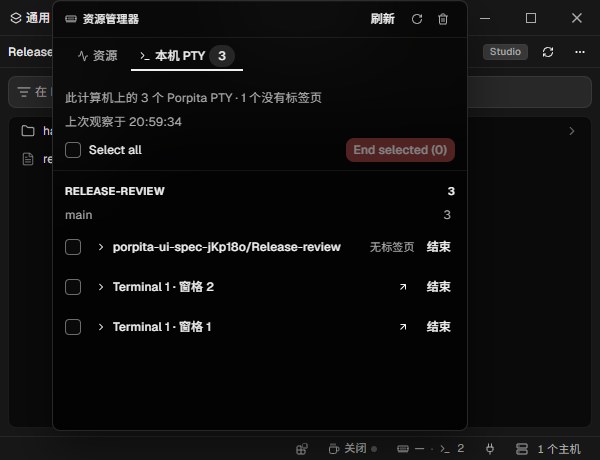 通用
资源管理器
刷新
Release
资源
本机 PTY 3
Studio
在
此计算机上的 3 个 Porpita PTY · 1 个没有标签页
上次观察于 20:59:34
Select all
End selected (0)
RELEASE-REVIEW 3
main 3
porpita-ui-spec-jKp18o/Release-review 无标签页 结束
Terminal 1 · 窗格 2 结束
Terminal 1 · 窗格 1 结束
关闭
— · 2
1 个主机